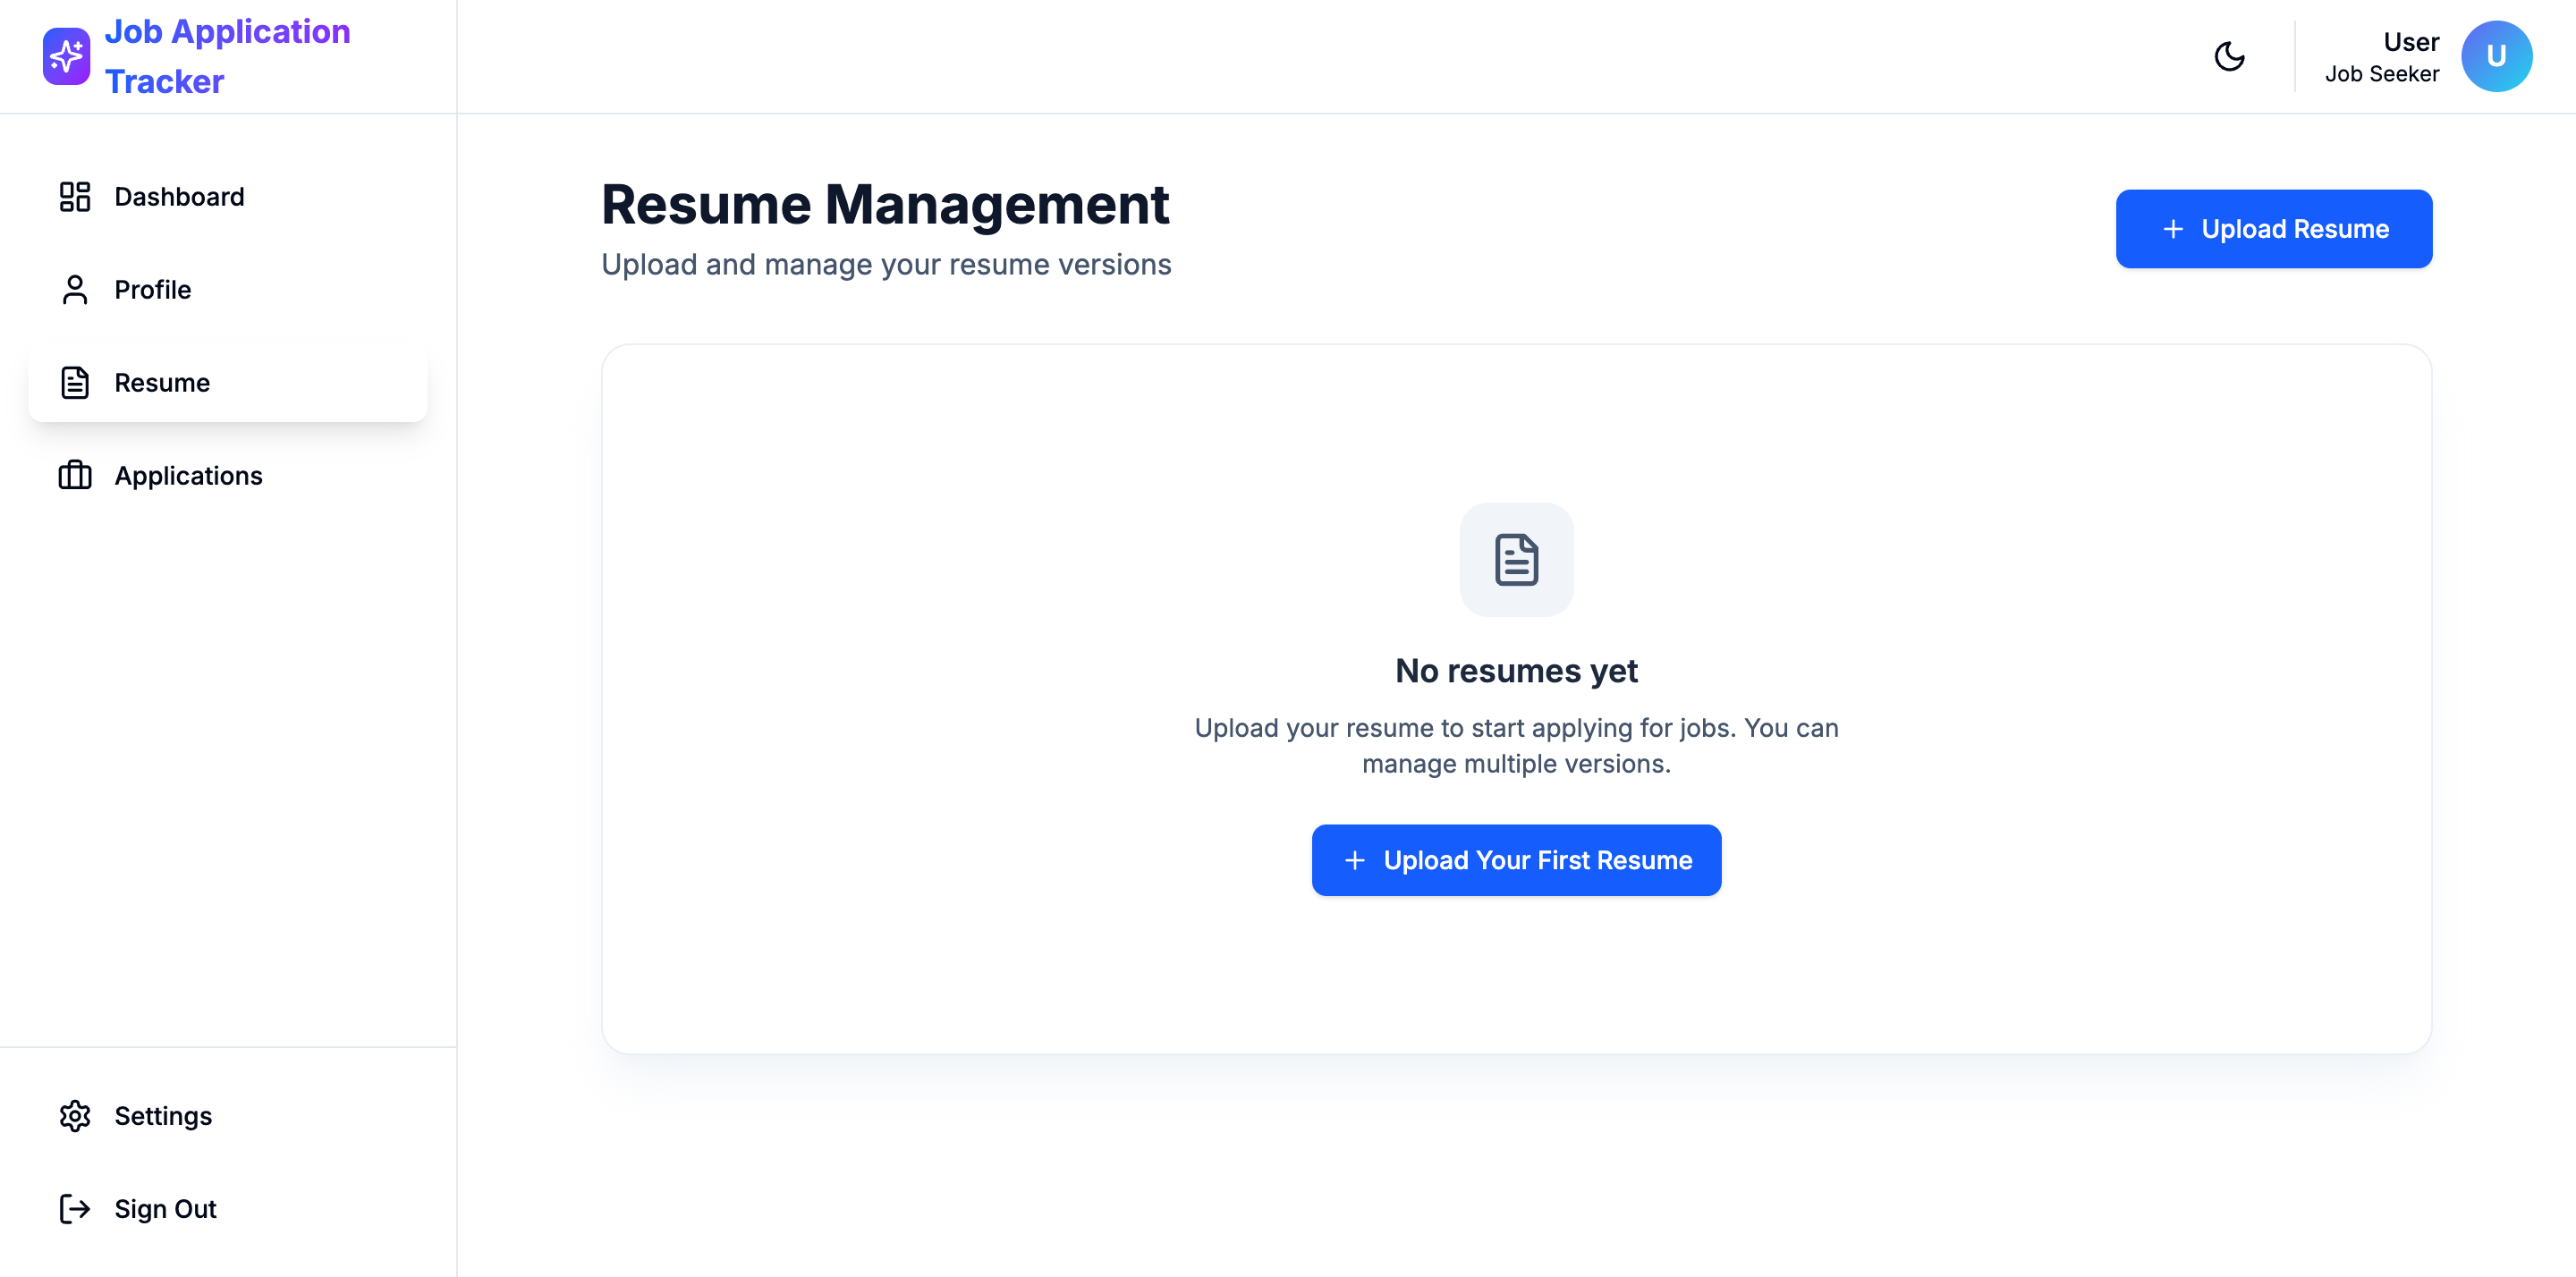 Job Application
Tracker
User
Job Seeker
U
Dashboard
Profile
Resume
Applications
Settings
Sign Out
Resume Management
Upload and manage your resume versions
Upload Resume
No resumes yet
Upload your resume to start applying for jobs. You can
manage multiple versions.
Upload Your First Resume